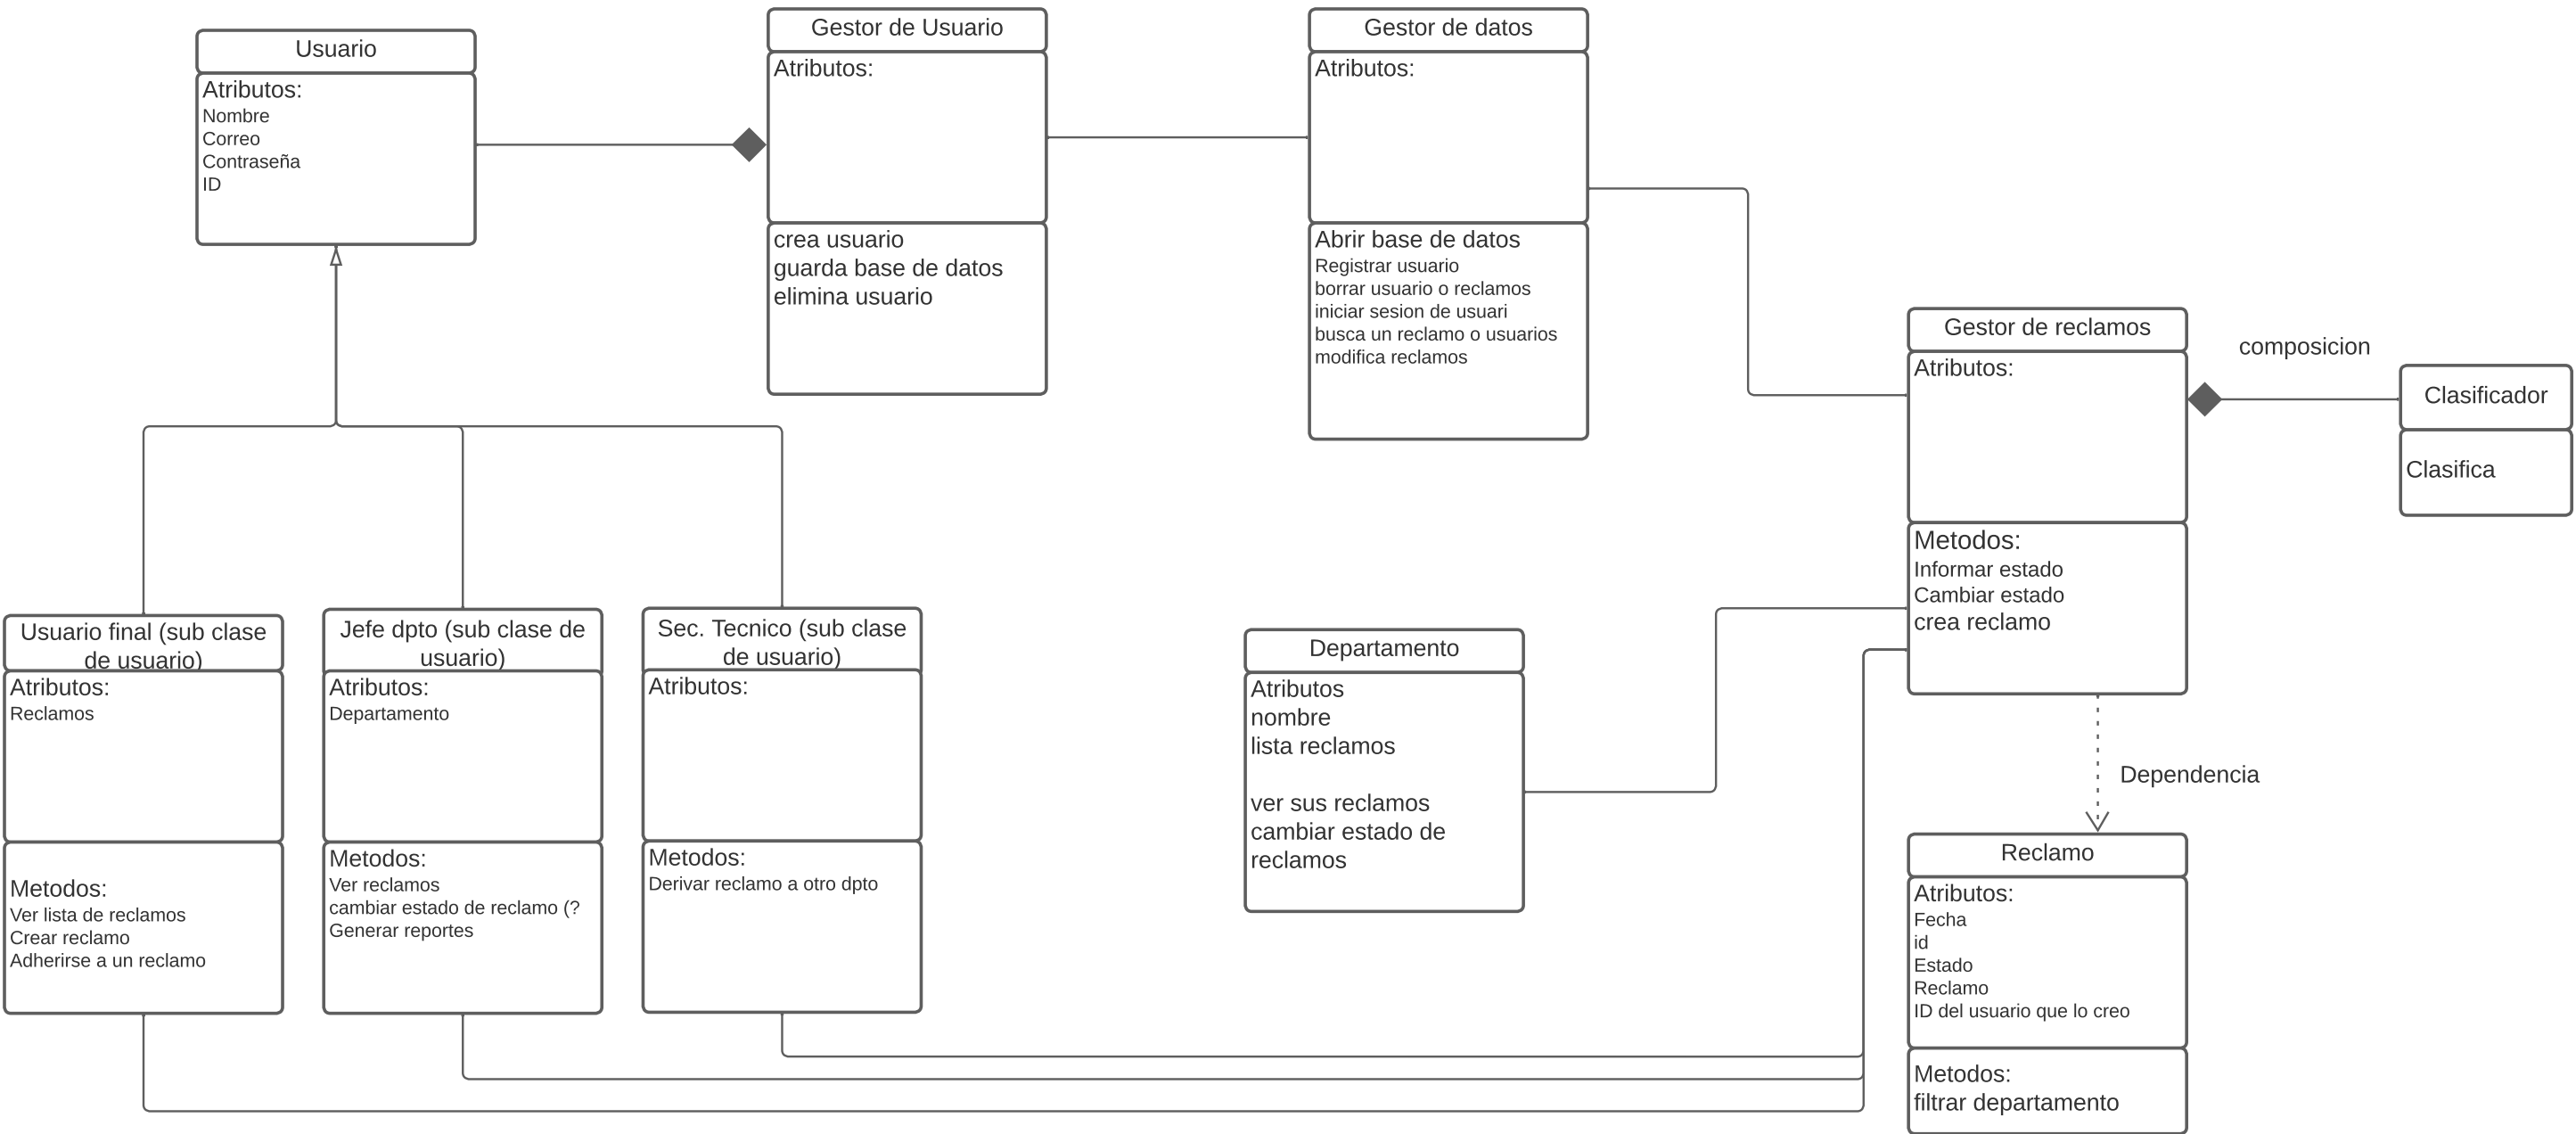 Usuario
Atributos:
Nombre
Correo
Contraseña
ID
Gestor de Usuario
Atributos:
crea usuario
guarda base de datos
elimina usuario
Gestor de datos
Atributos:
Abrir base de datos
Registrar usuario
borrar usuario o reclamos
iniciar sesion de usuari
busca un reclamo o usuarios
modifica reclamos
Gestor de reclamos
Atributos:
Metodos:
Informar estado
Cambiar estado
crea reclamo
composicion
Clasificador
Clasifica
Usuario final (sub clase
de usuario)
Atributos:
Reclamos
Metodos:
Ver lista de reclamos
Crear reclamo
Adherirse a un reclamo
Jefe dpto (sub clase de
usuario)
Atributos:
Departamento
Metodos:
Ver reclamos
cambiar estado de reclamo (?
Generar reportes
Sec. Tecnico (sub clase
de usuario)
Atributos:
Metodos:
Derivar reclamo a otro dpto
Departamento
Atributos
nombre
lista reclamos
ver sus reclamos
cambiar estado de
reclamos
Dependencia
Reclamo
Atributos:
Fecha
id
Estado
Reclamo
ID del usuario que lo creo
Metodos:
filtrar departamento